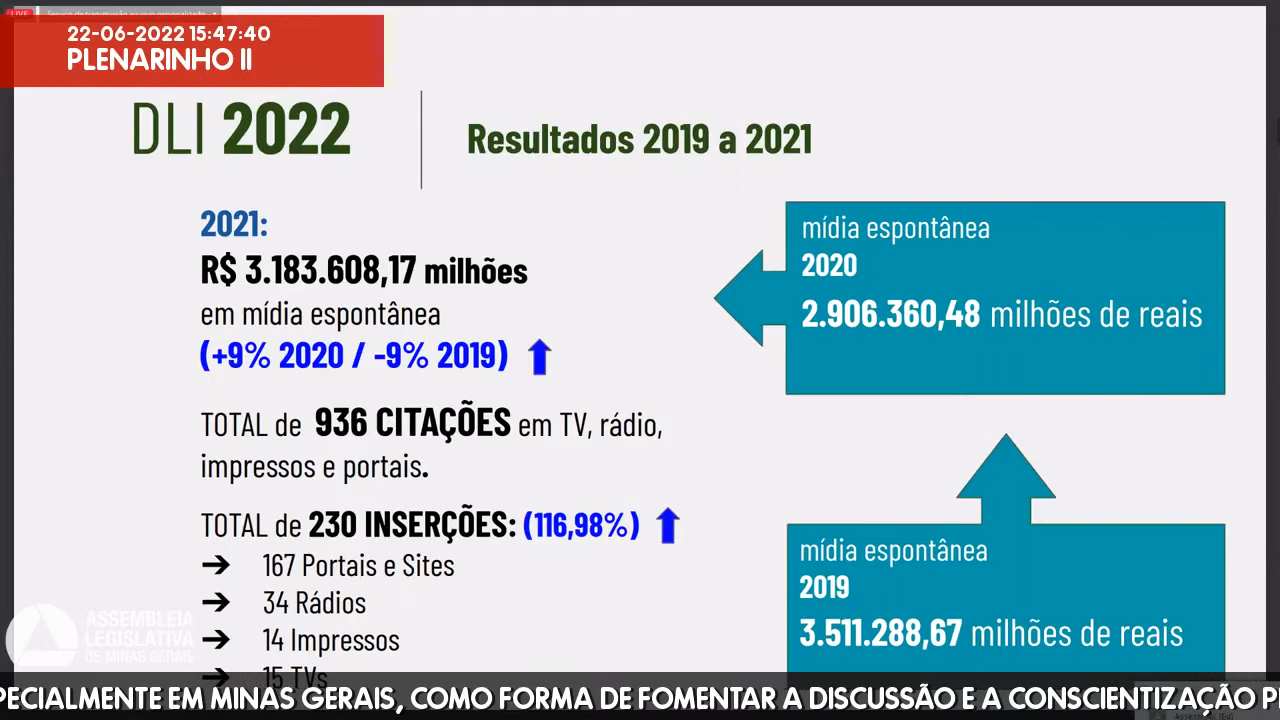 LIVE
22-06-2022 15:47:40
PLENARINHO II
DLI 2022
Resultados 2019 a 2021
2021:
R$ 3.183.608,17 milhões
em mídia espontânea
(+9% 2020 / -9% 2019)
TOTAL de 936 CITAÇÕES em TV, rádio,
impressos e portais.
TOTAL de 230 INSERÇÕES: (116,98%)
➔ 167 Portais e Sites
➔ 34 Rádios
➔ 14 Impressos
➔ 15 TVs
mídia espontânea
2020
2.906.360,48 milhões de reais
mídia espontânea
2019
3.511.288,67 milhões de reais
ASSEMBLEIA
LEGISLATIVA
DE MINAS GERAIS
PECIALMENTE EM MINAS GERAIS, COMO FORMA DE FOMENTAR A DISCUSSÃO E A CONSCIENTIZAÇÃO